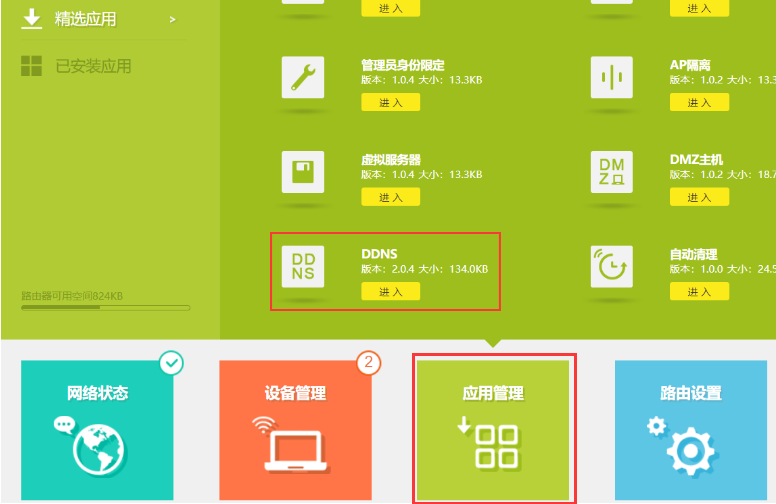 精选应用 >
进 入
进 入
管理员身份限定
版本：1.0.4 大小：13.3KB
进 入
AP隔离
版本：1.0.2 大小：13.3
进 入
已安装应用
虚拟服务器
版本：1.0.4 大小：13.3KB
进 入
DM
Z
DMZ主机
版本：1.0.2 大小：18.7
进 入
DD
NS
DDNS
版本：2.0.4 大小：134.0KB
进 入
自动清理
版本：1.0.0 大小：24.5
进 入
路由器可用空间824KB
网络状态
设备管理
2
应用管理
路由设置